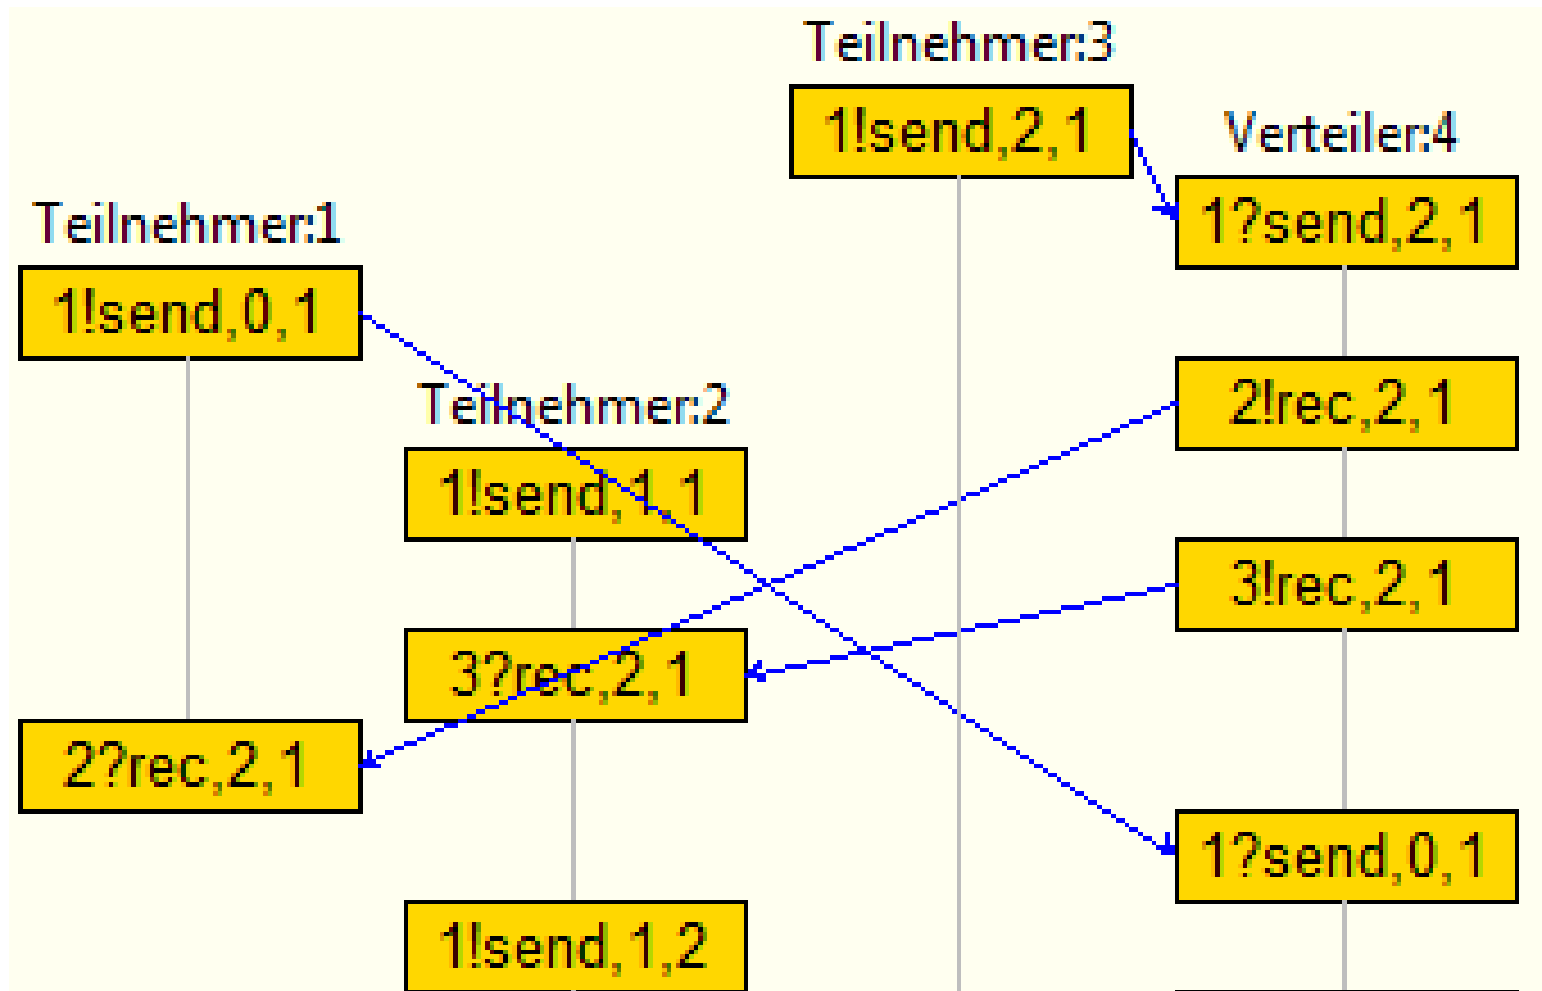 Teilnehmer:3
1!send,2,1
Verteiler:4
1?send,2,1
Teilnehmer:1
1!send,0,1
Teilnehmer:2
2!rec,2,1
1!send,1,1
3!rec,2,1
3?rec,2,1
2?rec,2,1
1?send,0,1
1!send,1,2